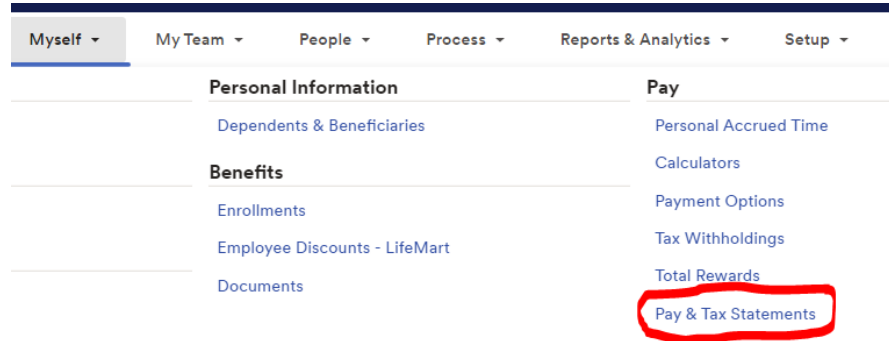 Myself My Team People Process Reports & Analytics Setup
Personal Information
Dependents & Beneficiaries
Benefits
Enrollments
Employee Discounts - LifeMart
Documents
Pay
Personal Accrued Time
Calculators
Payment Options
Tax Withholdings
Total Rewards
Pay & Tax Statements